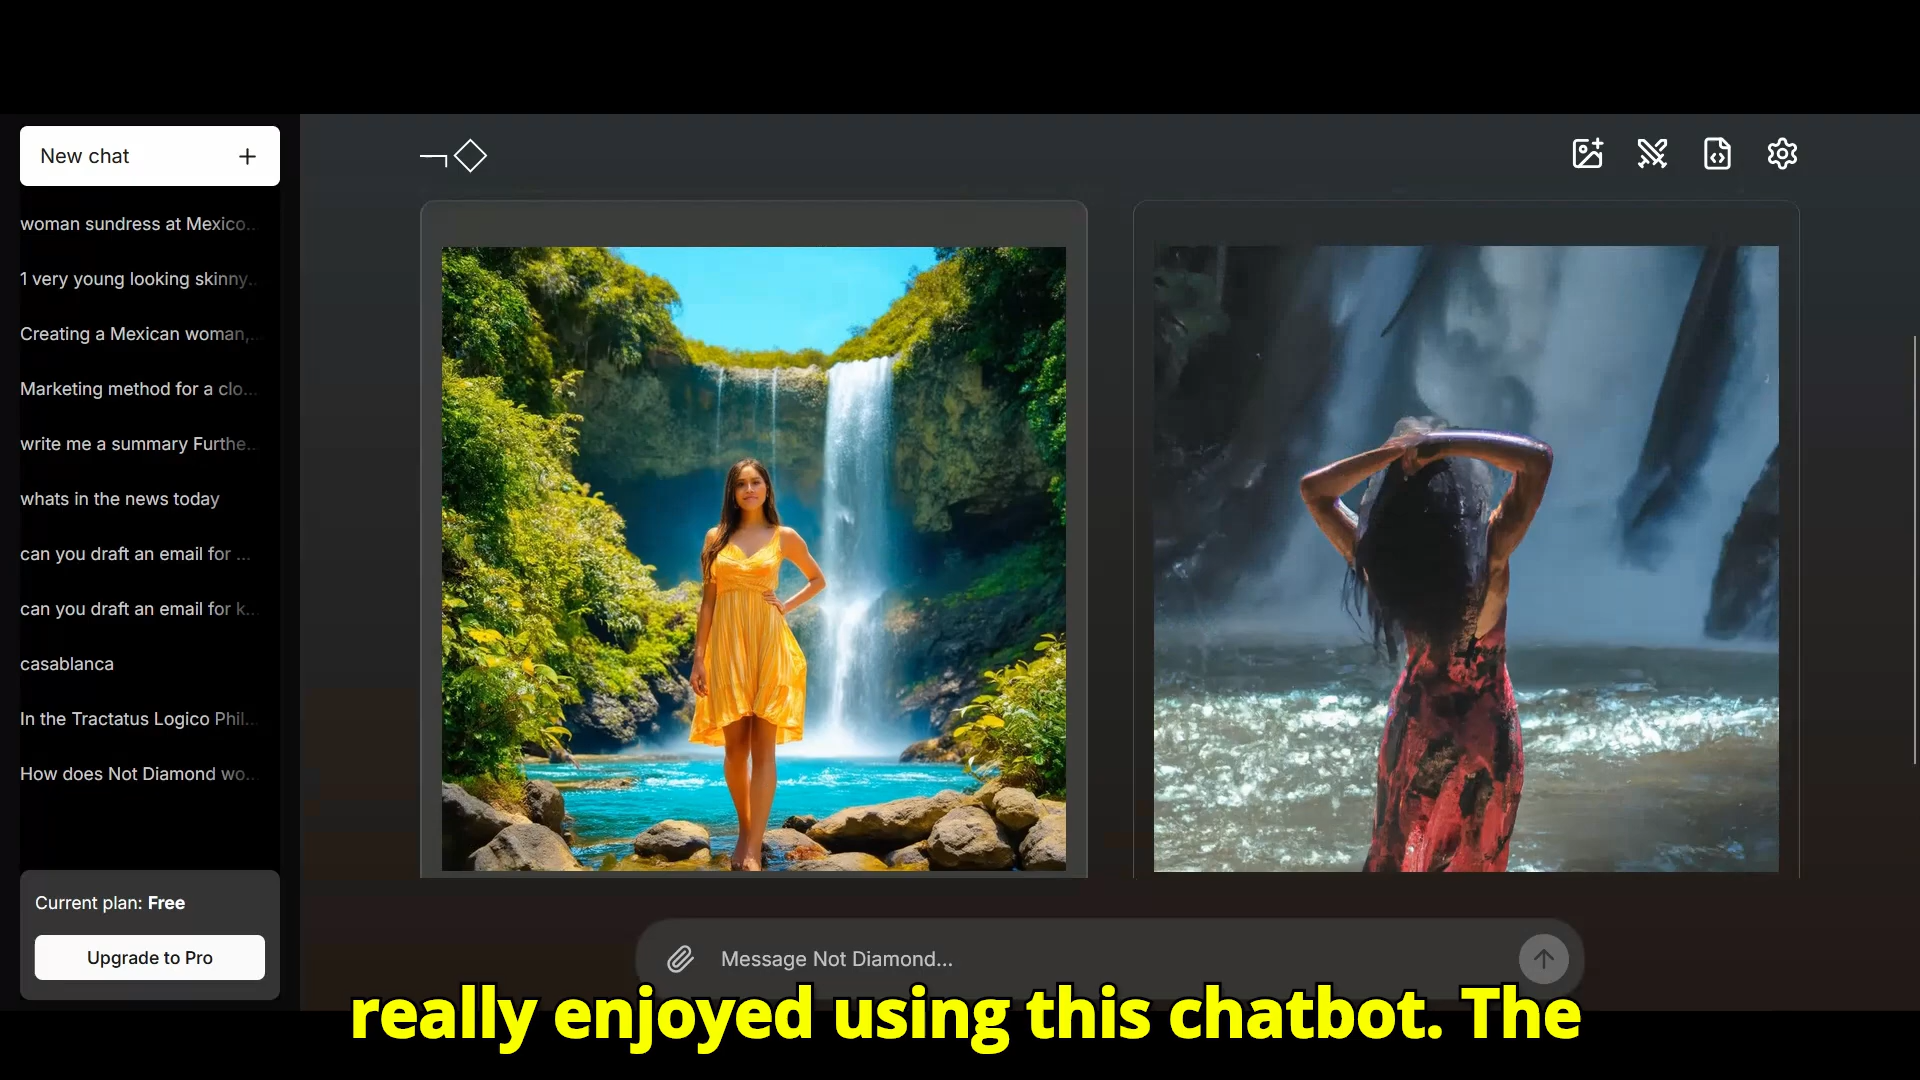 New chat
woman sundress at Mexico...
1 very young looking skinny...
Creating a Mexican woman,...
Marketing method for a clo...
write me a summary Furthe...
whats in the news today
can you draft an email for ...
can you draft an email for k...
casablanca
In the Tractatus Logico Phil...
How does Not Diamond wo...
Current plan: Free
Upgrade to Pro
Message Not Diamond...
really enjoyed using this chatbot. The